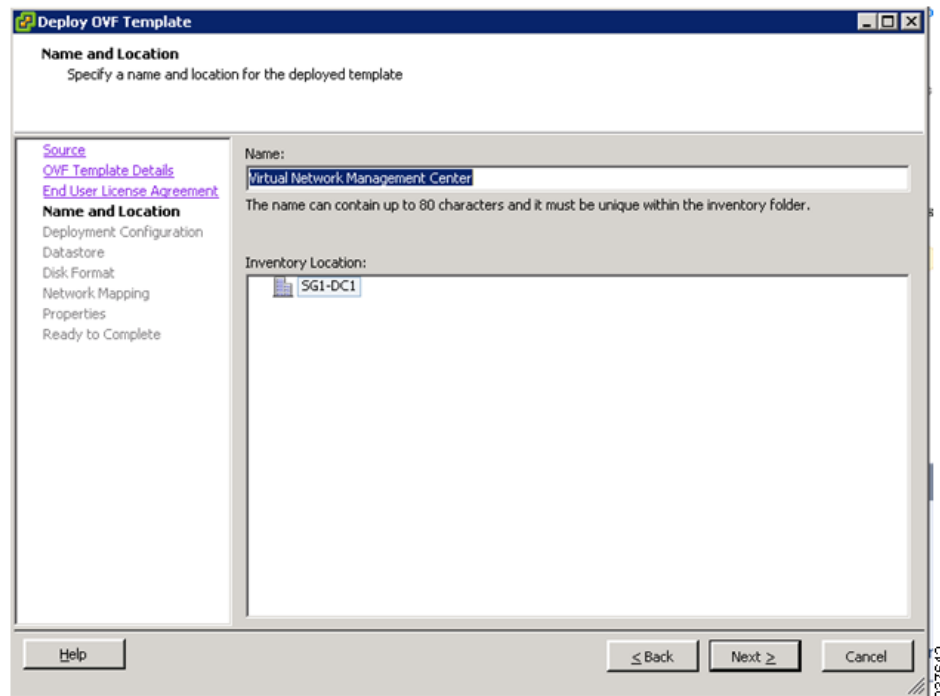 Deploy OVF Template
Name and Location
Specify a name and location for the deployed template
Source
OVF Template Details
End User License Agreement
Name and Location
Deployment Configuration
Datastore
Disk Format
Network Mapping
Properties
Ready to Complete
Name:
Virtual Network Management Center
The name can contain up to 80 characters and it must be unique within the inventory folder.
Inventory Location:
SG1-DC1
Help
< Back
Next >
Cancel